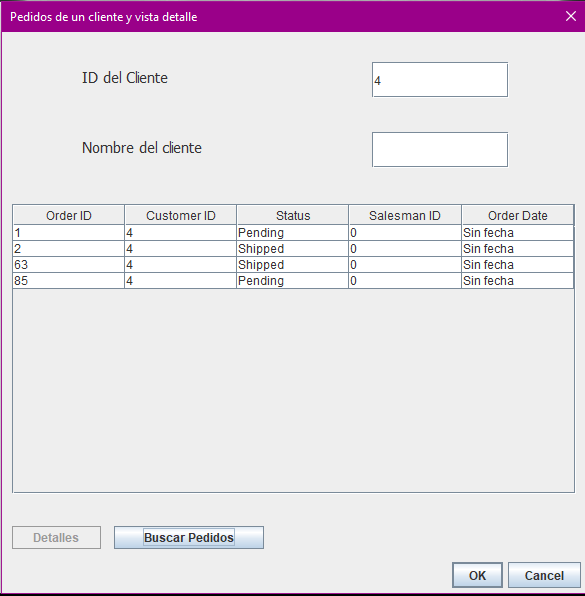 Pedidos de un cliente y vista detalle
ID del Cliente
4
Nombre del cliente
Order ID Customer ID Status Salesman ID Order Date
1 4 Pending 0 Sin fecha
2 4 Shipped 0 Sin fecha
63 4 Shipped 0 Sin fecha
85 4 Pending 0 Sin fecha
Detalles Buscar Pedidos
OK Cancel